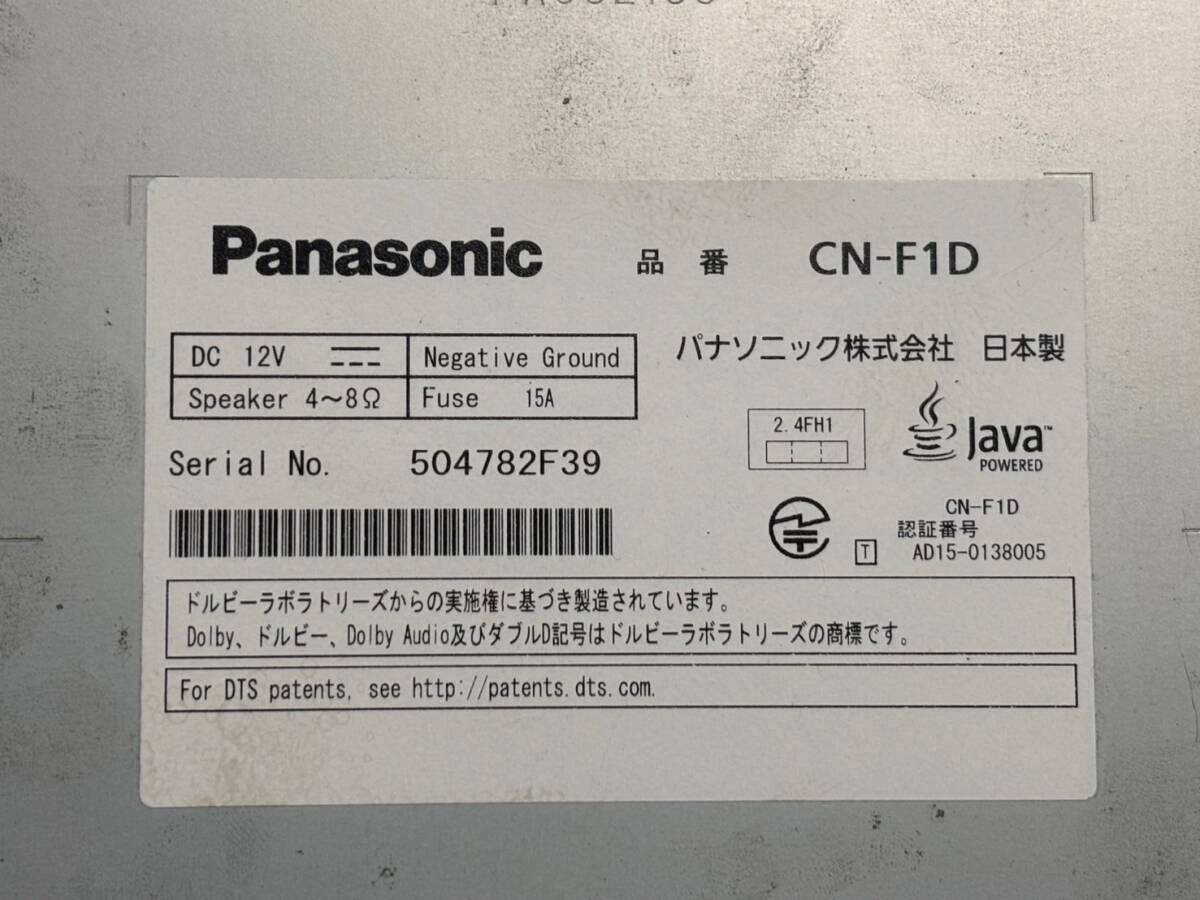 Panasonic 品番 CN-F1D
DC 12V Negative Ground
Speaker 4~8Ω Fuse 15A
パナソニック株式会社 日本製
2.4FH1
Java™
POWERED
Serial No. 504782F39
CN-F1D
認証番号
T AD15-0138005
ドルビーラボラトリーズからの実施権に基づき製造されています。
Dolby、ドルビー、Dolby Audio及びダブルD記号はドルビーラボラトリーズの商標です。
For DTS patents, see http://patents.dts.com.